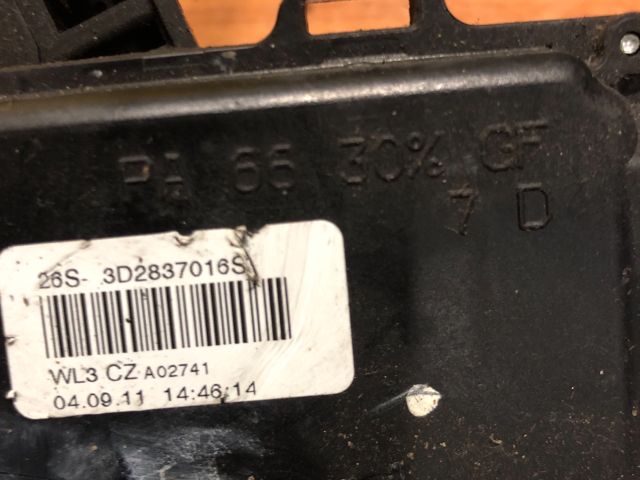 PA 66 30% GF
7 D
26S- 3D2837016S
WL3 CZ A02741
04.09.11 14:46:14